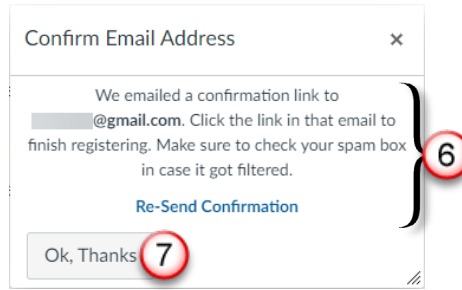 Confirm Email Address ×
We emailed a confirmation link to
@gmail.com. Click the link in that email to
finish registering. Make sure to check your spam box
in case it got filtered.
6
Re-Send Confirmation
Ok, Thanks 7